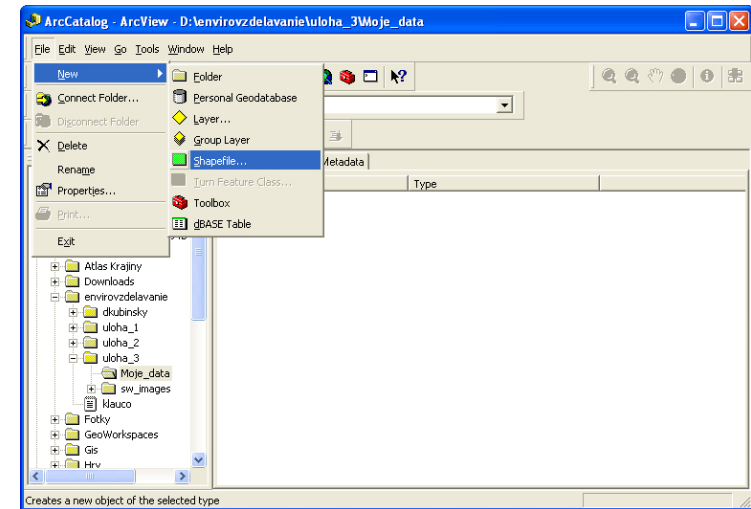 ArcCatalog - ArcView - D:\envirovzdelavanie\uloha_3\Moje_data
File Edit View Go Tools Window Help
New
Connect Folder...
Disconnect Folder
Delete
Rename
Properties...
Print...
Exit
Folder
Personal Geodatabase
Layer...
Group Layer
Shapefile...
Turn Feature Class...
Toolbox
dBASE Table
Metadata
Type
Atlas Krajiny
Downloads
envirovzdelavanie
dkubinsky
uloha_1
uloha_2
uloha_3
Moje_data
sw_images
klauco
Fotky
GeoWorkspaces
Gis
Hry
Creates a new object of the selected type